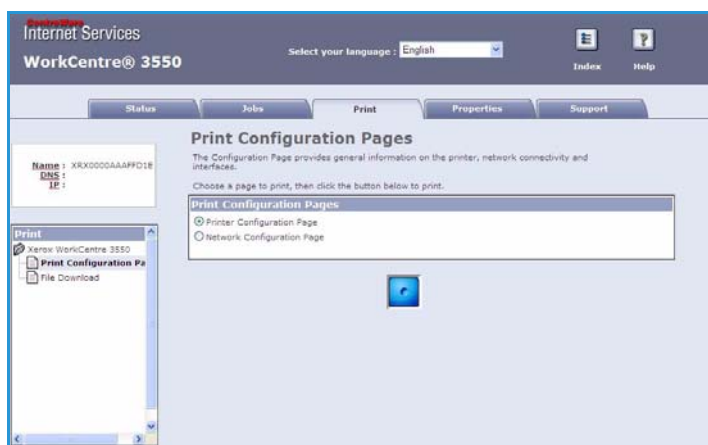 CentreWare
Internet Services
WorkCentre® 3550
Select your language : English
Index
Help
Status
Jobs
Print
Properties
Support
Name : XRX0000AAAFFD1E
DNS :
IP :
Print Configuration Pages
The Configuration Page provides general information on the printer, network connectivity and
interfaces.
Choose a page to print, then click the button below to print.
Print Configuration Pages
Printer Configuration Page
Network Configuration Page
Print
Xerox WorkCentre 3550
Print Configuration Pa
File Download